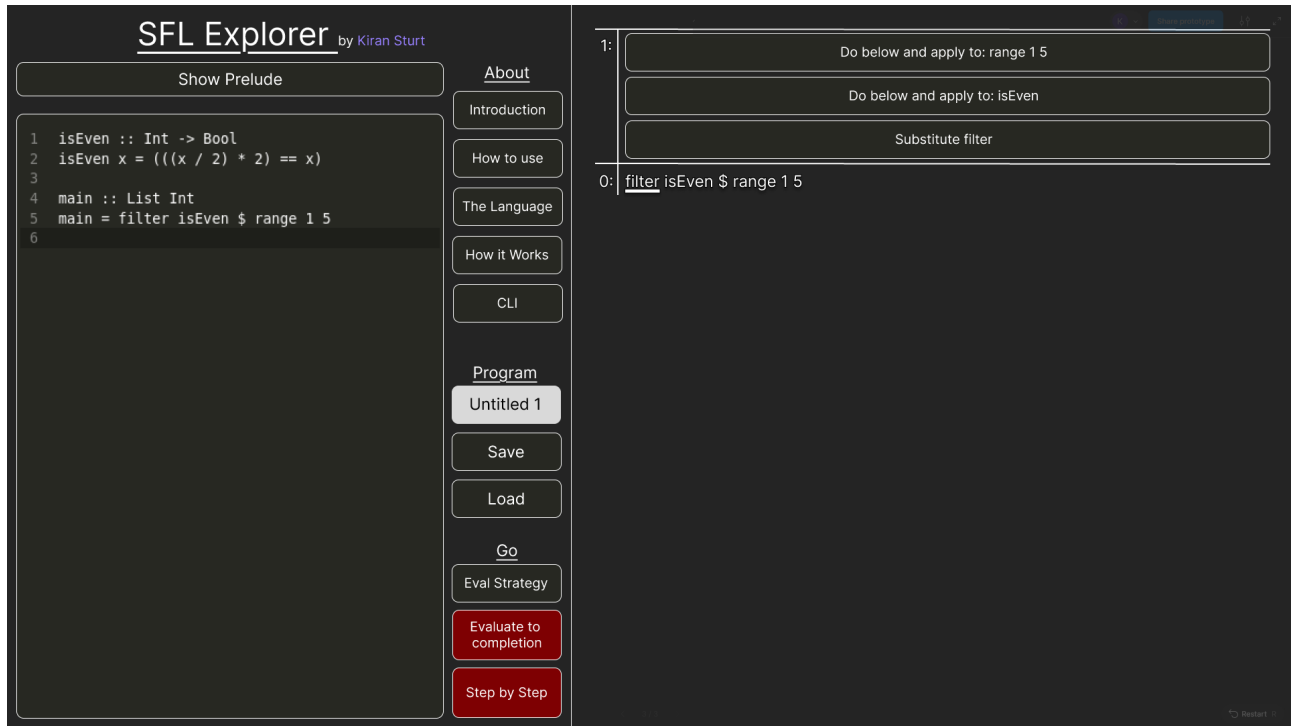 SFL Explorer by Kiran Sturt
Show Prelude
1 isEven :: Int -> Bool
2 isEven x = (((x / 2) * 2) == x)
3
4 main :: List Int
5 main = filter isEven $ range 1 5
6
About
Introduction
How to use
The Language
How it Works
CLI
Program
Untitled 1
Save
Load
Go
Eval Strategy
Evaluate to
completion
Step by Step
K
Share prototype
1:
Do below and apply to: range 1 5
Do below and apply to: isEven
Substitute filter
0: filter isEven $ range 1 5
Restart R